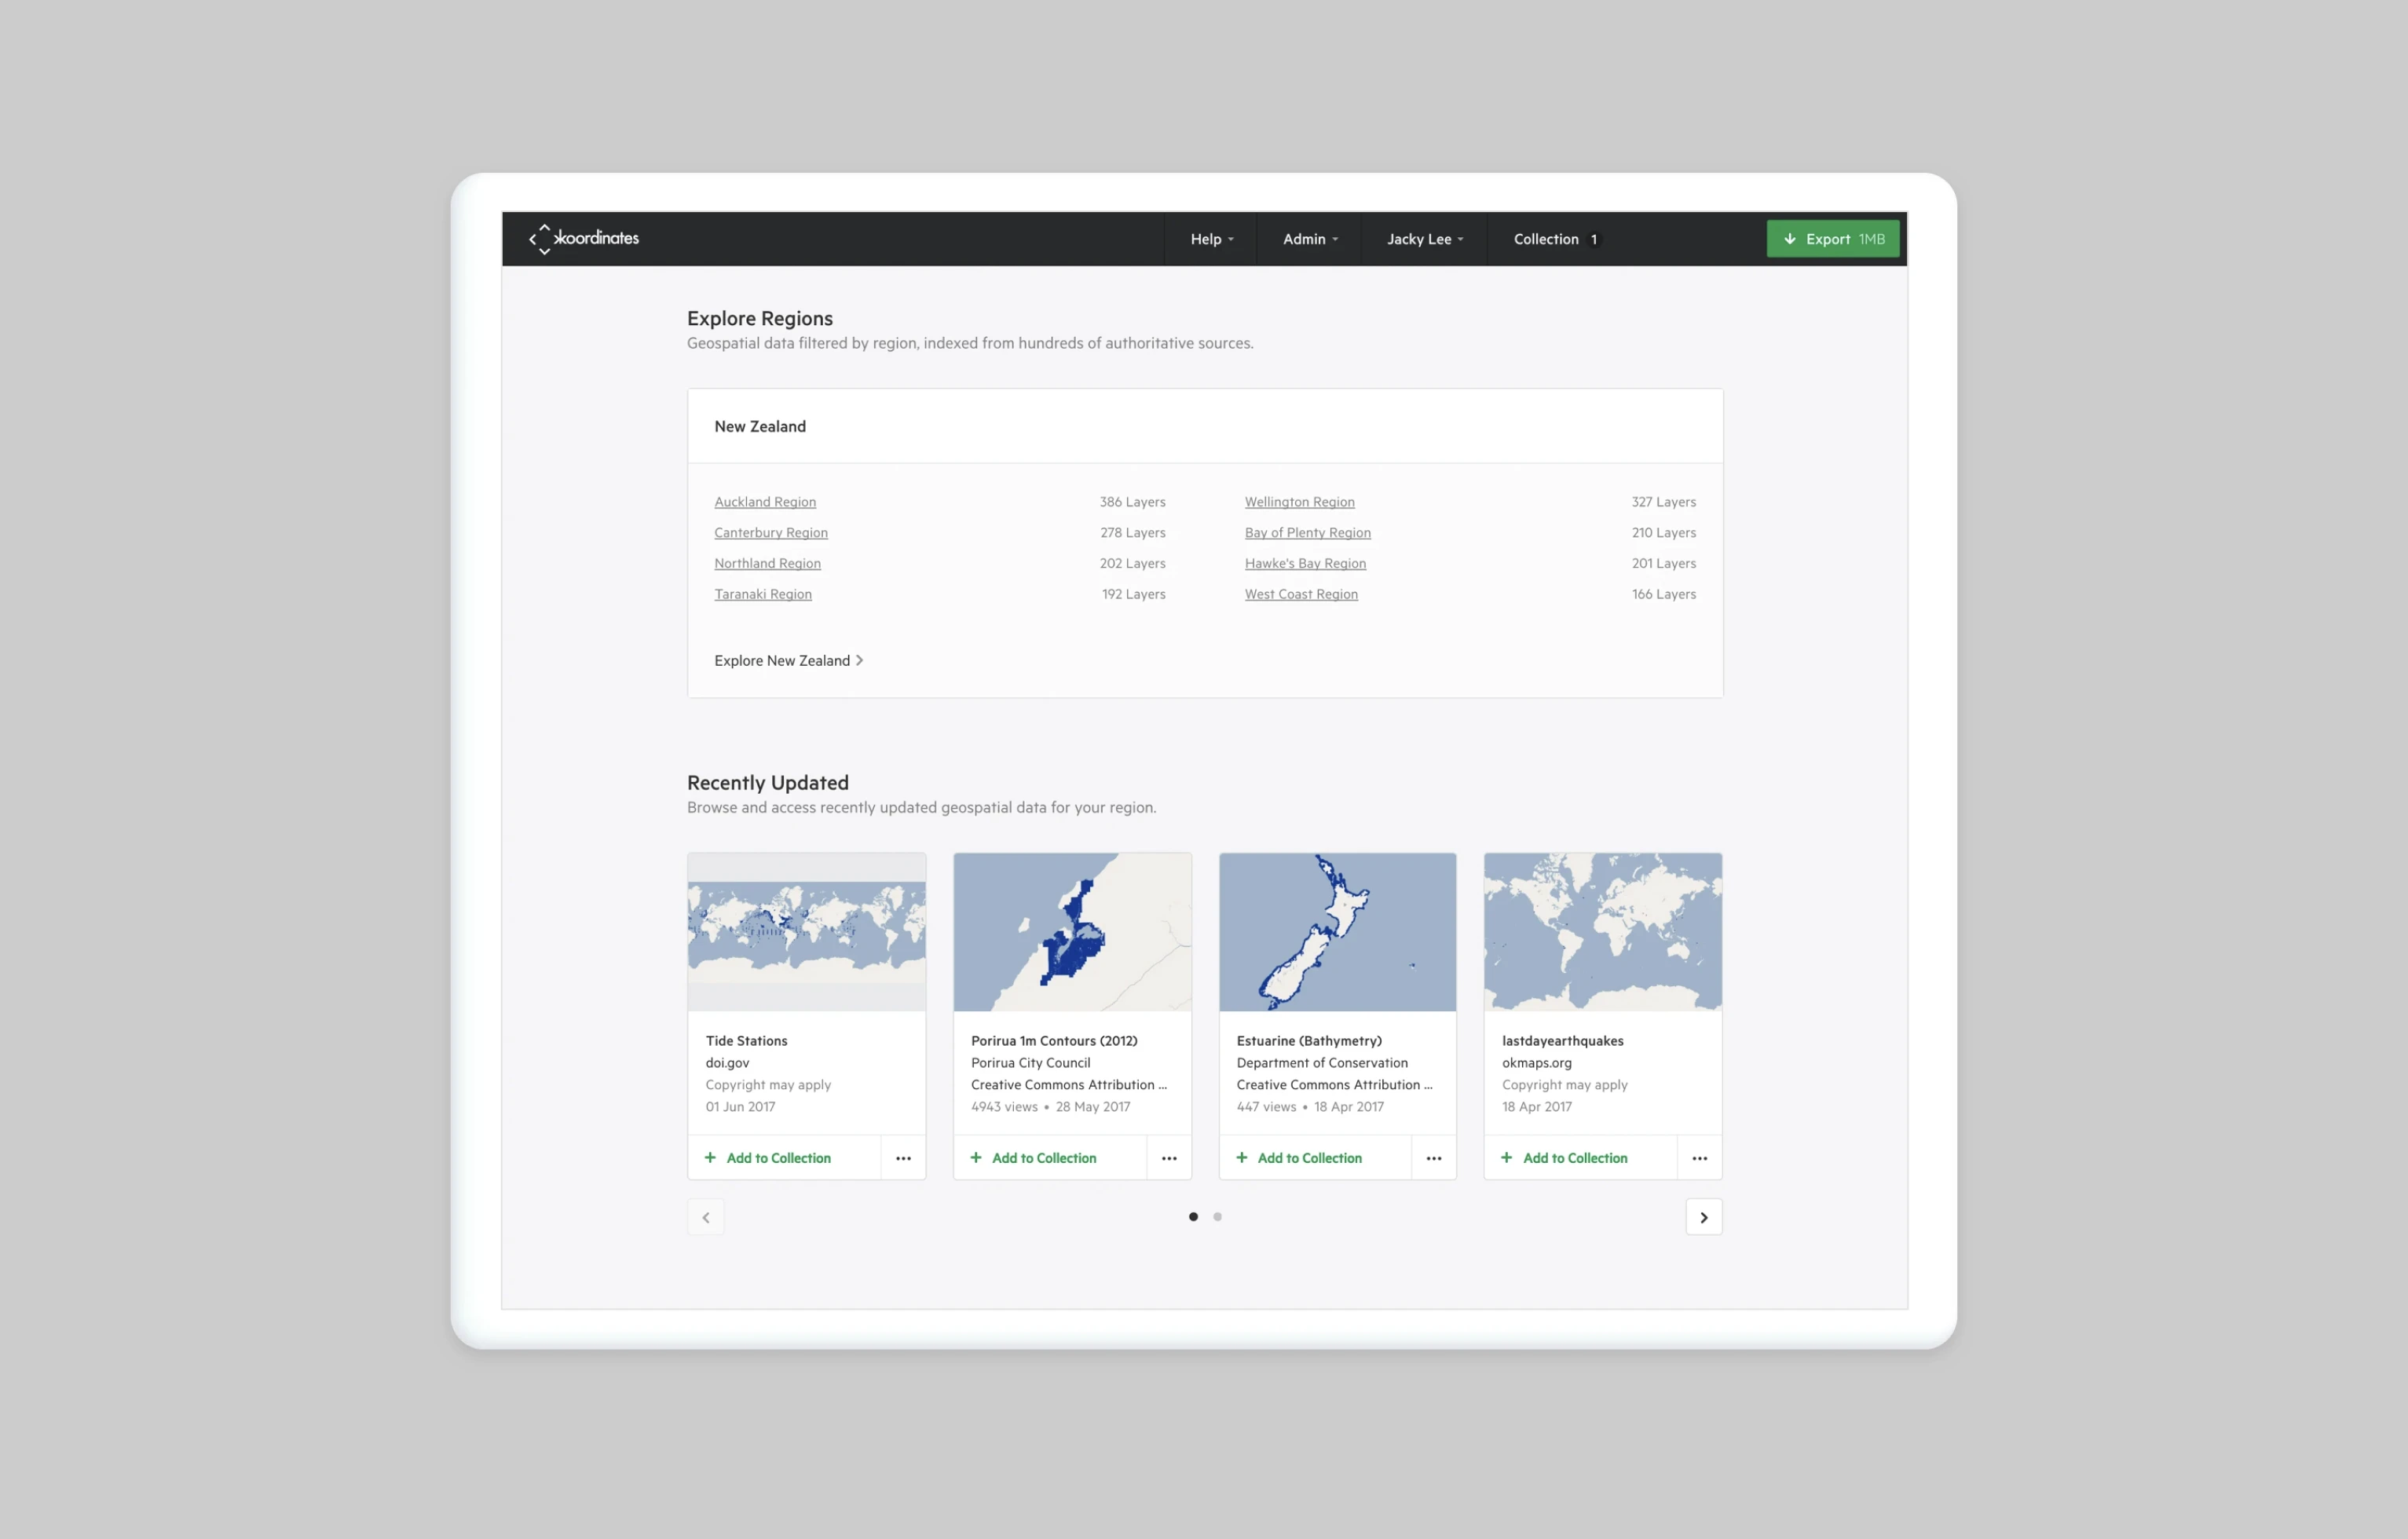 koordinates
Help
Admin
Jacky Lee
Collection 1
Export 1MB
Explore Regions
Geospatial data filtered by region, indexed from hundreds of authoritative sources.
New Zealand
Auckland Region 386 Layers Wellington Region 327 Layers
Canterbury Region 278 Layers Bay of Plenty Region 210 Layers
Northland Region 202 Layers Hawke's Bay Region 201 Layers
Taranaki Region 192 Layers West Coast Region 166 Layers
Explore New Zealand
Recently Updated
Browse and access recently updated geospatial data for your region.
Tide Stations
doi.gov
Copyright may apply
01 Jun 2017
+ Add to Collection
Porirua 1m Contours (2012)
Porirua City Council
Creative Commons Attribution ...
4943 views • 28 May 2017
+ Add to Collection
Estuarine (Bathymetry)
Department of Conservation
Creative Commons Attribution ...
447 views • 18 Apr 2017
+ Add to Collection
lastdayearthquakes
okmaps.org
Copyright may apply
18 Apr 2017
+ Add to Collection